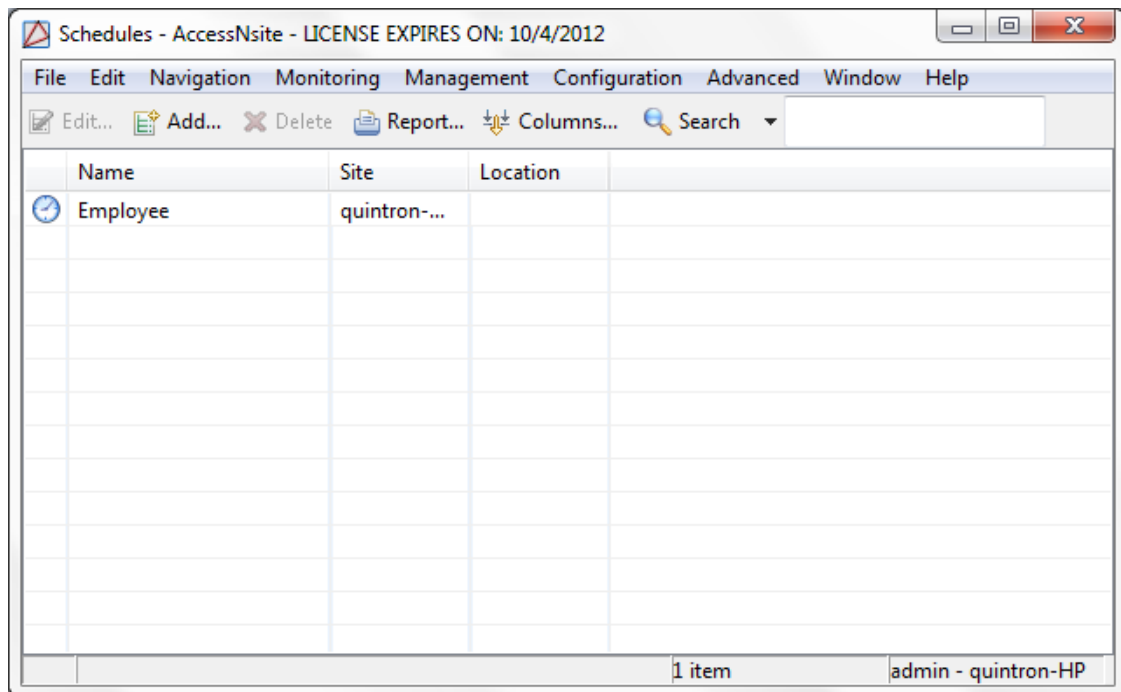 Schedules - AccessNsite - LICENSE EXPIRES ON: 10/4/2012
File Edit Navigation Monitoring Management Configuration Advanced Window Help
Edit... Add... Delete Report... Columns... Search
Name Site Location
Employee quintron-...
1 item admin - quintron-HP